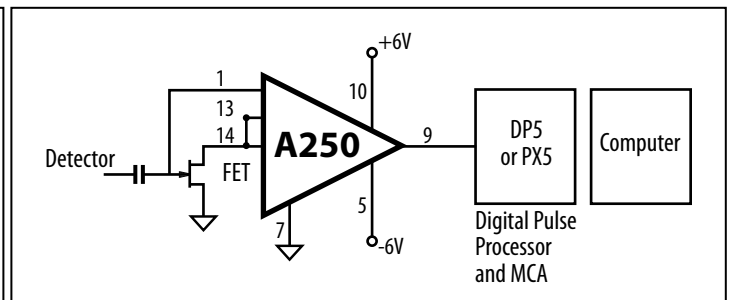 +6V
1
10
13
14
A250
9
DP5
or PX5
Computer
Detector
FET
5
7
-6V
Digital Pulse
Processor
and MCA